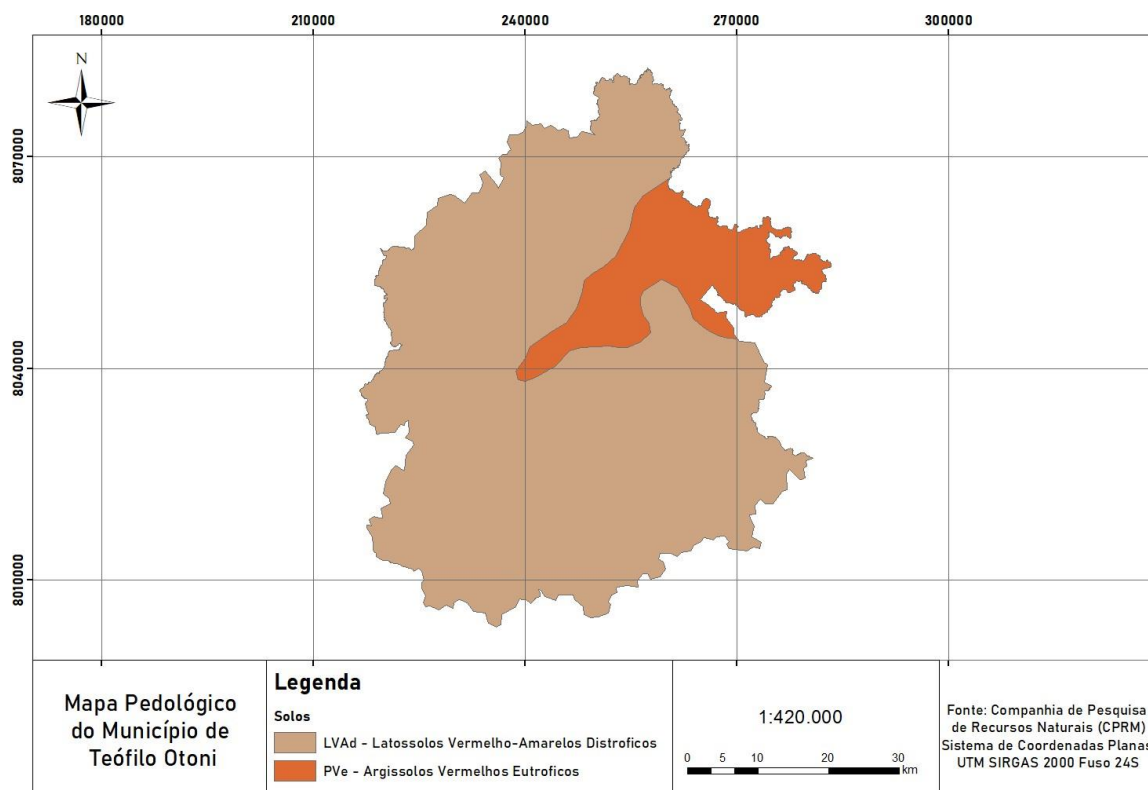 180000
210000
240000
270000
300000
N
8070000
8040000
8010000
Mapa Pedológico
do Município de
Teófilo Otoni
Legenda
Solos
LVAd - Latossolos Vermelho-Amarelos Distroficos
PVe - Argissolos Vermelhos Eutroficos
1:420.000
0 5 10 20 30
km
Fonte: Companhia de Pesquisa
de Recursos Naturais (CPRM)
Sistema de Coordenadas Planas
UTM SIRGAS 2000 Fuso 24S